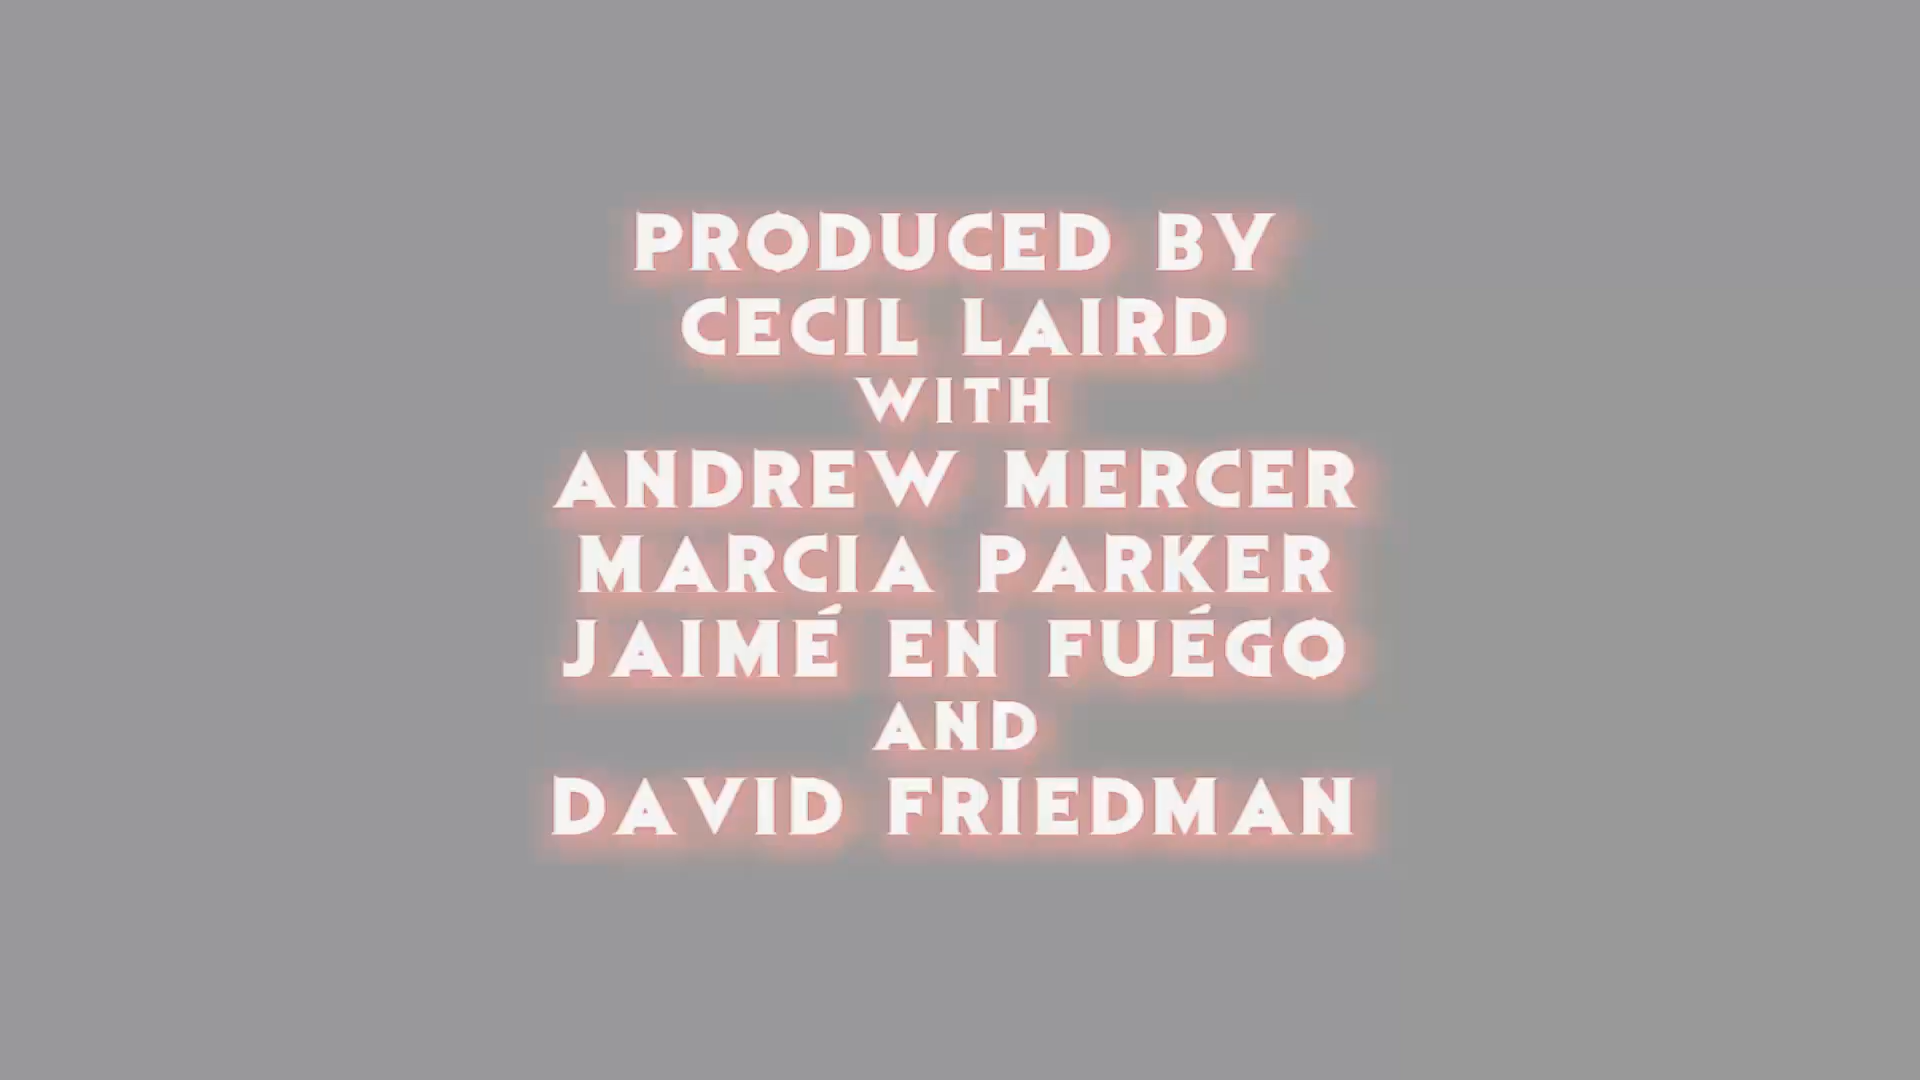 PRODUCED BY
CECIL LAIRD
WITH
ANDREW MERCER
MARCIA PARKER
JAIMÉ EN FUÉGO
AND
DAVID FRIEDMAN